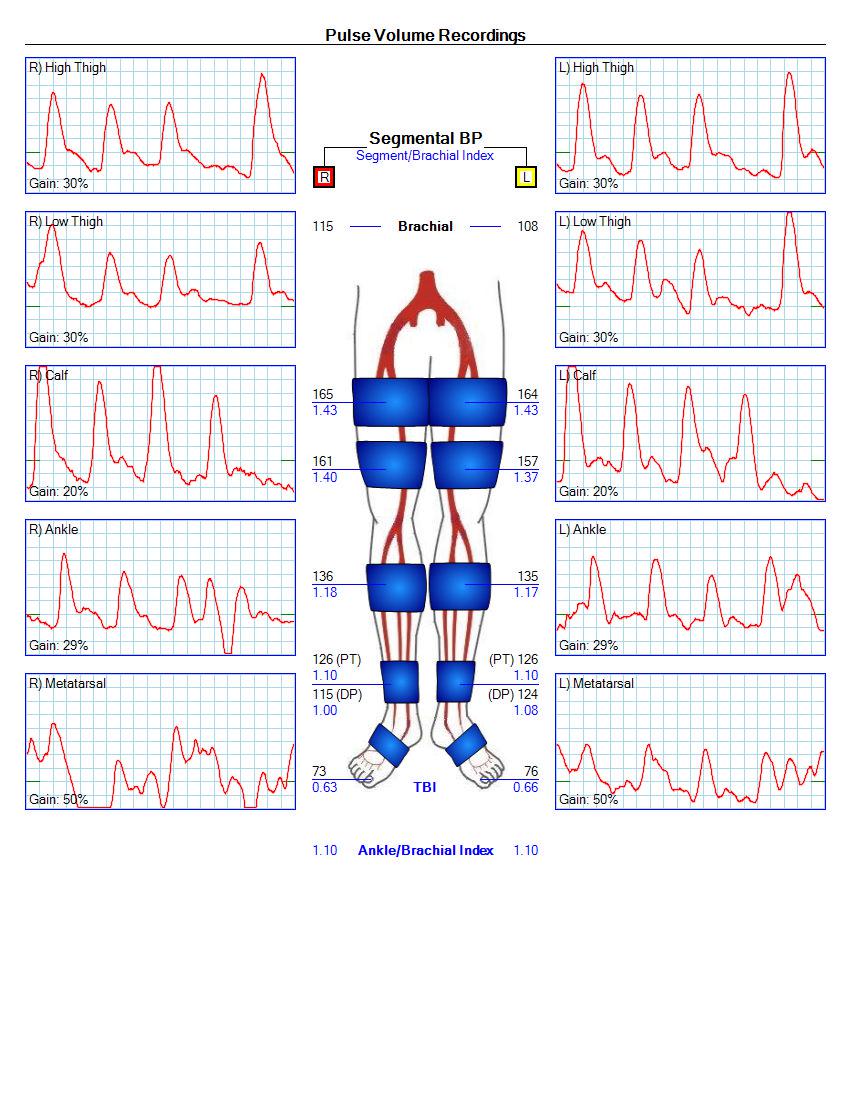 Pulse Volume Recordings
R) High Thigh
Gain: 30%
L) High Thigh
Gain: 30%
Segmental BP
Segment/Brachial Index
R
L
115 Brachial 108
R) Low Thigh
Gain: 30%
L) Low Thigh
Gain: 30%
R) Calf
Gain: 20%
165
1.43
164
1.43
L) Calf
Gain: 20%
161
1.40
157
1.37
R) Ankle
Gain: 29%
136
1.18
135
1.17
L) Ankle
Gain: 29%
126 (PT)
1.10
115 (DP)
1.00
(PT) 126
1.10
(DP) 124
1.08
R) Metatarsal
Gain: 50%
73
0.63
TBI
76
0.66
L) Metatarsal
Gain: 50%
1.10 Ankle/Brachial Index 1.10